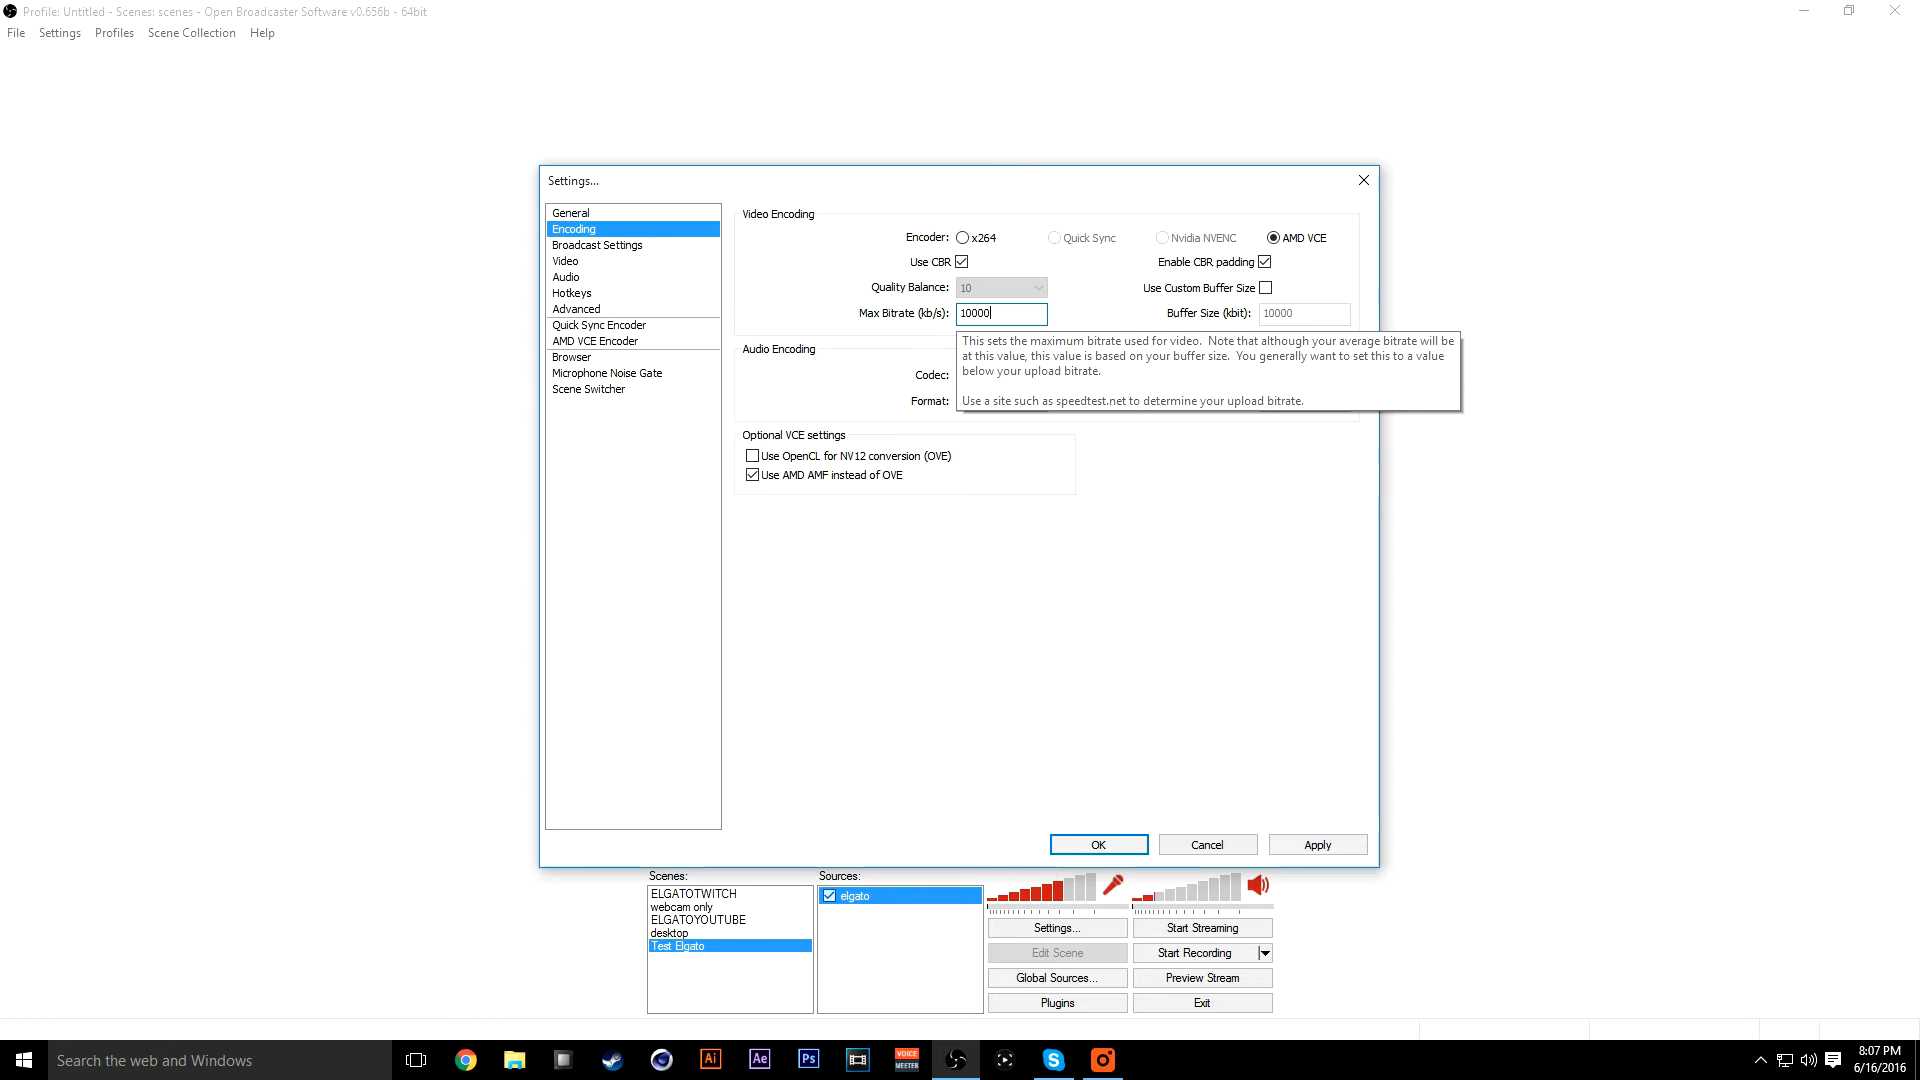 Profile: Untitled - Scenes: scenes - Open Broadcaster Software v0.656b - 64bit
File Settings Profiles Scene Collection Help
Settings...
General
Encoding
Broadcast Settings
Video
Audio
Hotkeys
Advanced
Quick Sync Encoder
AMD VCE Encoder
Browser
Microphone Noise Gate
Scene Switcher
Video Encoding
Encoder: x264 Quick Sync Nvidia NVENC AMD VCE
Use CBR Enable CBR padding
Quality Balance: 10 Use Custom Buffer Size
Max Bitrate (kb/s): 10000 Buffer Size (kbit): 10000
This sets the maximum bitrate used for video. Note that although your average bitrate will be
at this value, this value is based on your buffer size. You generally want to set this to a value
below your upload bitrate.
Use a site such as speedtest.net to determine your upload bitrate.
Audio Encoding
Codec:
Format:
Optional VCE settings
Use OpenCL for NV12 conversion (OVE)
Use AMD AMF instead of OVE
OK Cancel Apply
Scenes:
ELGATOTWITCH
webcam only
ELGATOYOUTUBE
desktop
Test Elgato
Sources:
elgato
Settings... Start Streaming
Edit Scene Start Recording
Global Sources... Preview Stream
Plugins Exit
Search the web and Windows
Ai
Ae
Ps
VOICE
MEETER
8:07 PM
6/16/2016